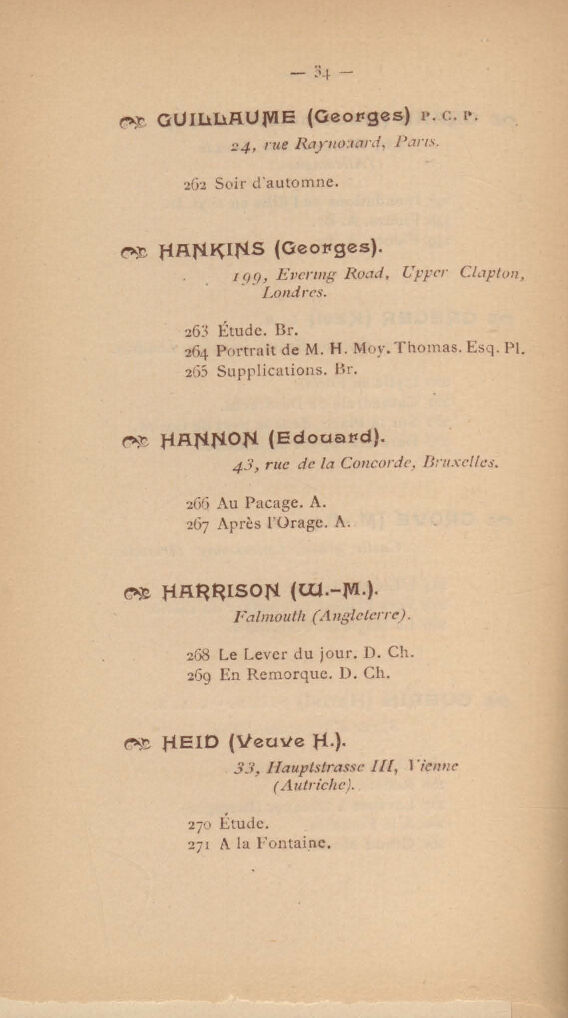 — 34 —
GUILLAUME (Georges) P. C. P.
24, rue Raynouard, Paris.
262 Soir d'automne.
HANKINS (Georges).
199, Evering Road, Upper Clapton,
Londres.
263 Étude. Br.
264 Portrait de M. H. Moy. Thomas. Esq. Pl.
265 Supplications. Br.
HANNON (Edouard).
43, rue de la Concorde, Bruxelles.
266 Au Pacage. A.
267 Après l'Orage. A.
HARRISON (W.-M.).
Falmouth (Angleterre).
268 Le Lever du jour. D. Ch.
269 En Remorque. D. Ch.
HEID (Veuve H.).
33, Hauptstrasse III, Vienne
(Autriche).
270 Étude.
271 A la Fontaine.